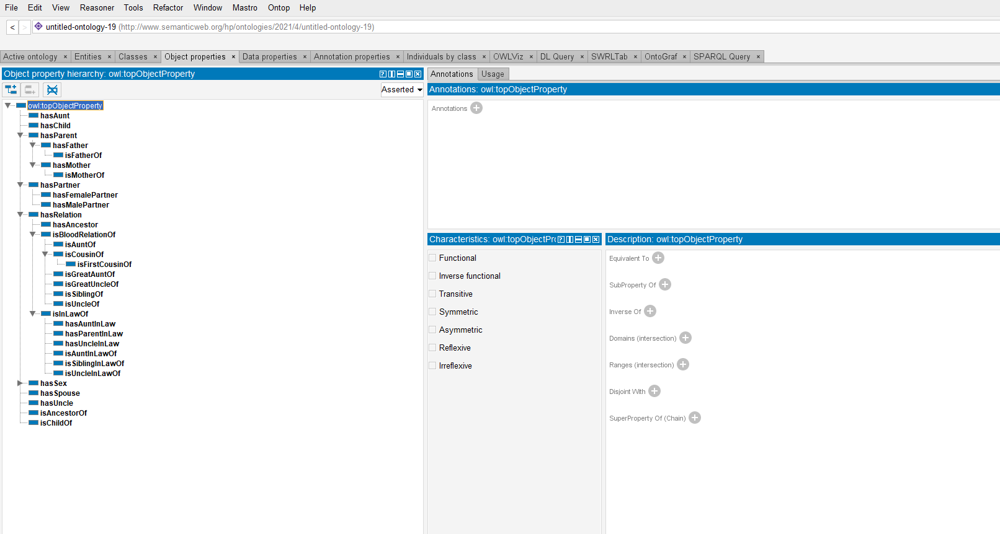 File Edit View Reasoner Tools Refactor Window Mastro Ontop Help
< > untitled-ontology-19 (http://www.semanticweb.org/hp/ontologies/2021/4/untitled-ontology-19)
Active ontology × Entities × Classes × Object properties × Data properties × Annotation properties × Individuals by class × OWLViz × DL Query × SWRLTab × OntoGraf × SPARQL Query ×
Object property hierarchy: owl:topObjectProperty
Asserted
owl:topObjectProperty
hasAunt
hasChild
hasParent
hasFather
isFatherOf
hasMother
isMotherOf
hasPartner
hasFemalePartner
hasMalePartner
hasRelation
hasAncestor
isBloodRelationOf
isAuntOf
isCousinOf
isFirstCousinOf
isGreatAuntOf
isGreatUncleOf
isSiblingOf
isUncleOf
isInLawOf
hasAuntInLaw
hasParentInLaw
hasUncleInLaw
isAuntInLawOf
isSiblingInLawOf
isUncleInLawOf
hasSex
hasSpouse
hasUncle
isAncestorOf
isChildOf
Annotations Usage
Annotations: owl:topObjectProperty
Annotations
Characteristics: owl:topObjectPr
Functional
Inverse functional
Transitive
Symmetric
Asymmetric
Reflexive
Irreflexive
Description: owl:topObjectProperty
Equivalent To
SubProperty Of
Inverse Of
Domains (intersection)
Ranges (intersection)
Disjoint With
SuperProperty Of (Chain)